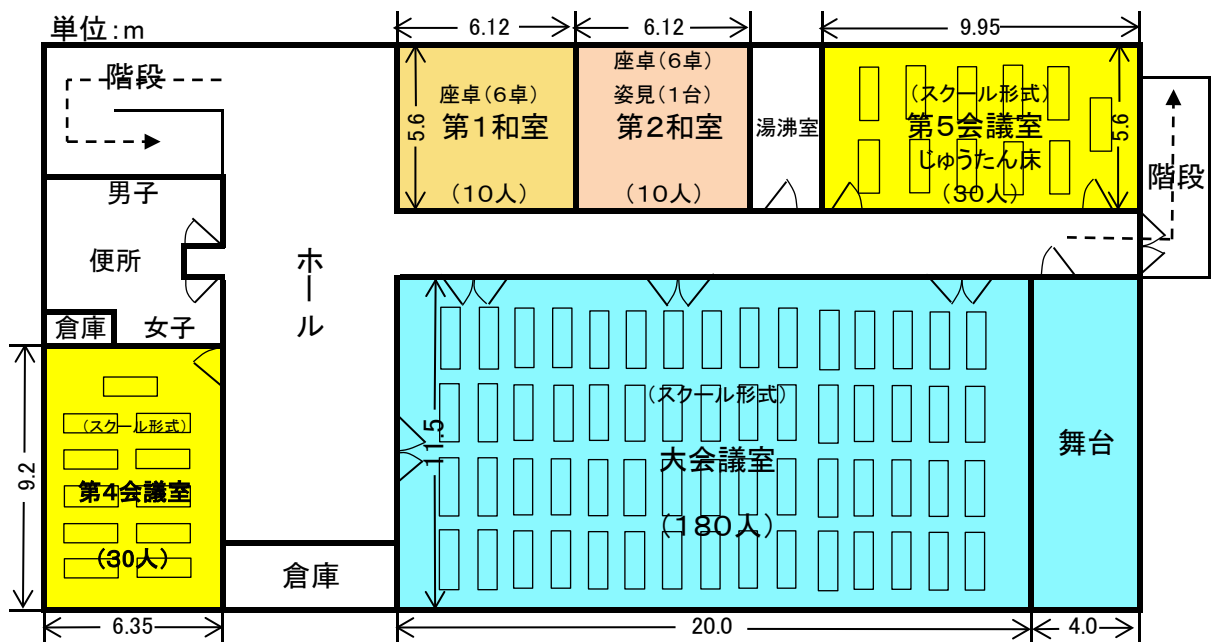 単位:m
6.12
6.12
9.95
階段
座卓(6卓)
第1和室
(10人)
5.6
座卓(6卓)
姿見(1台)
第2和室
(10人)
湯沸室
(スクール形式)
第5会議室
じゅうたん床
(30人)
5.6
階段
男子
便所
女子
倉庫
ホール
9.2
(スクール形式)
第4会議室
(30人)
倉庫
11.5
(スクール形式)
大会議室
(180人)
舞台
6.35
20.0
4.0